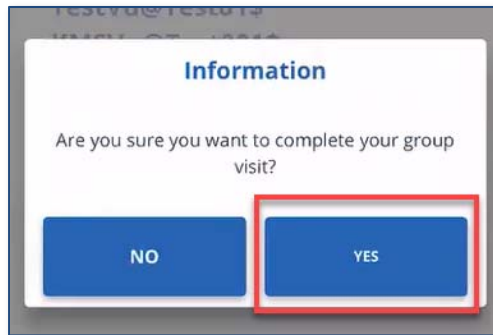 Information
Are you sure you want to complete your group
visit?
NO
YES